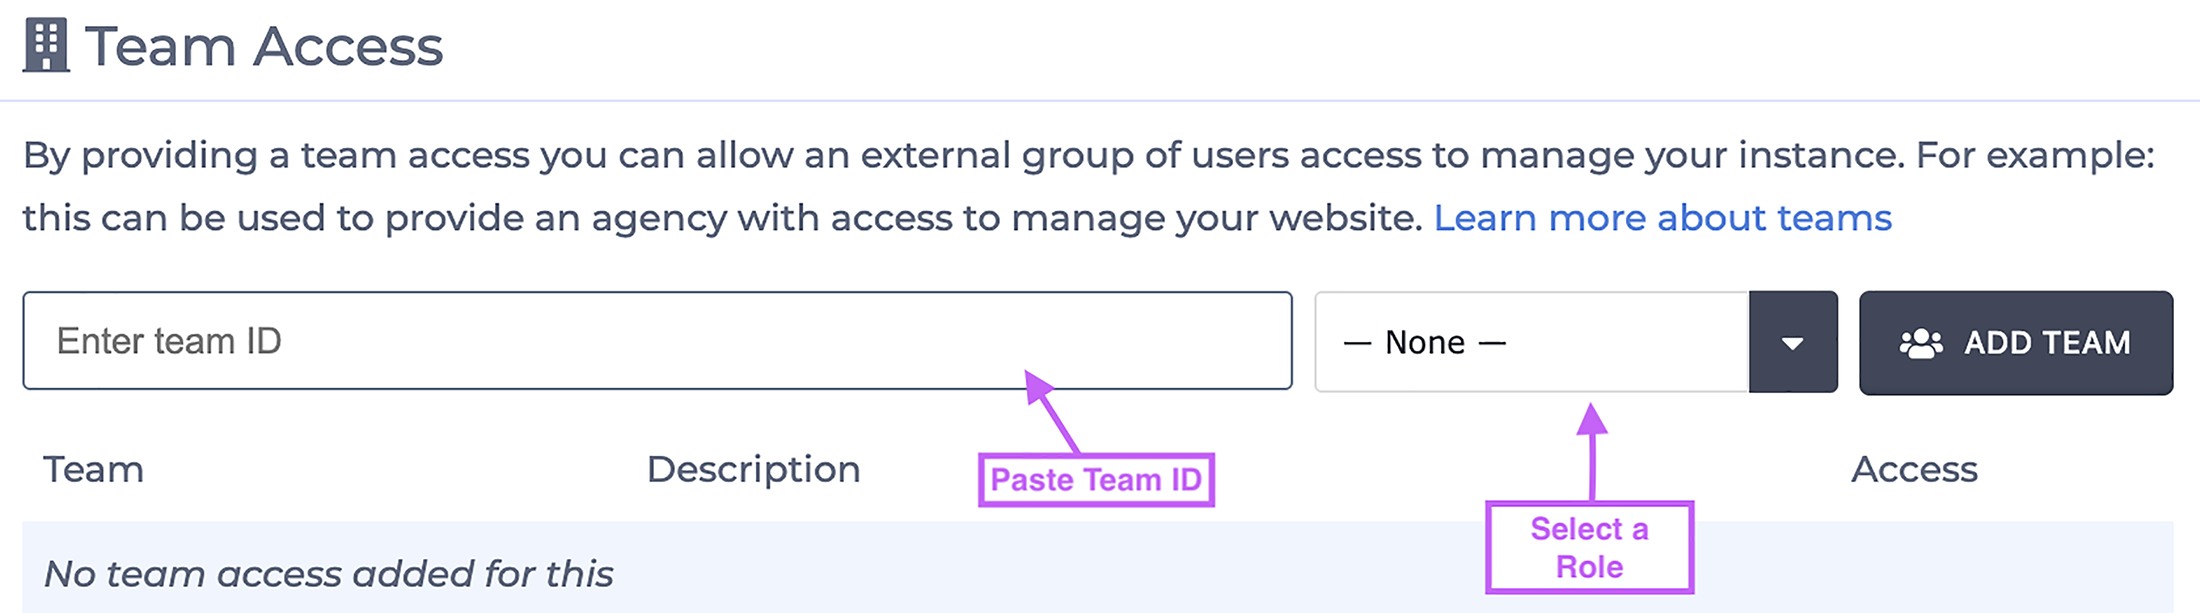 Team Access
By providing a team access you can allow an external group of users access to manage your instance. For example:
this can be used to provide an agency with access to manage your website. Learn more about teams
Enter team ID
— None —
ADD TEAM
Paste Team ID
Select a
Role
Team
Description
Access
No team access added for this